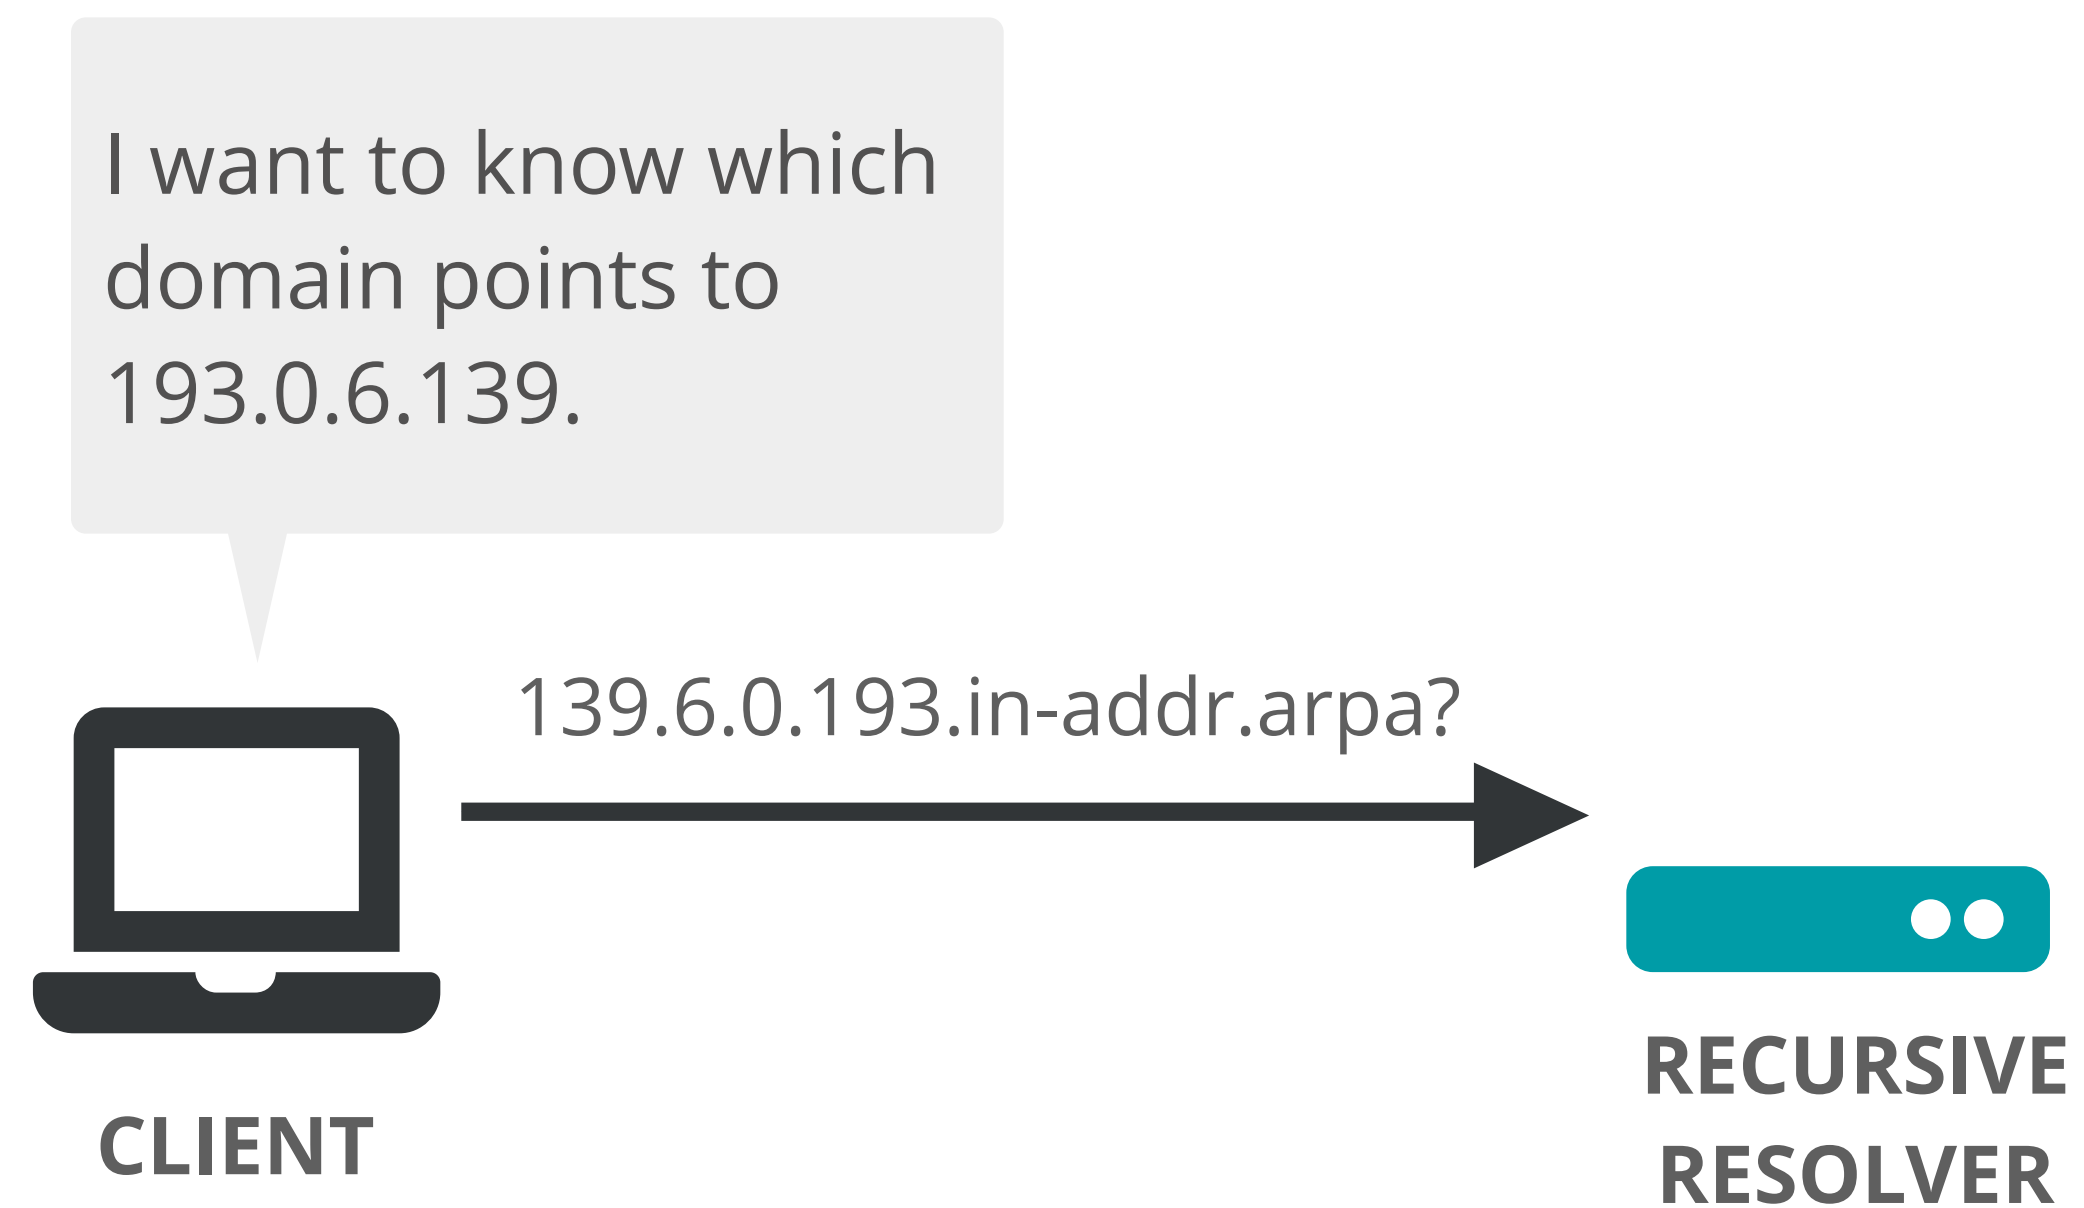 I want to know which
domain points to
193.0.6.139.
139.6.0.193.in-addr.arpa?
CLIENT
RECURSIVE
RESOLVER